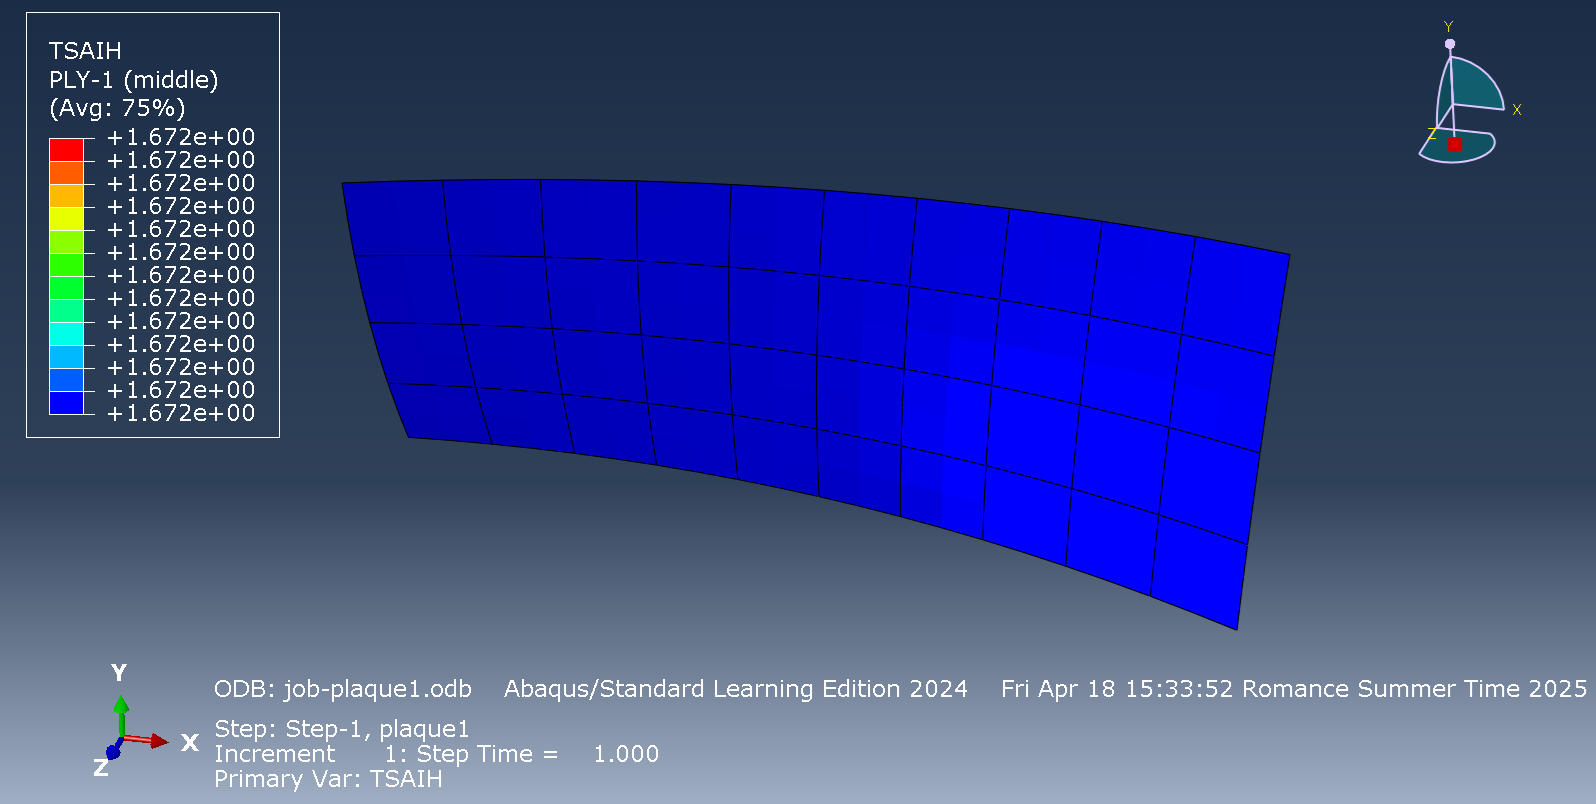 TSAIH
PLY-1 (middle)
(Avg: 75%)
+1.672e+00
+1.672e+00
+1.672e+00
+1.672e+00
+1.672e+00
+1.672e+00
+1.672e+00
+1.672e+00
+1.672e+00
+1.672e+00
+1.672e+00
+1.672e+00
+1.672e+00
Y
X
Z
Y
X
Z
ODB: job-plaque1.odb Abaqus/Standard Learning Edition 2024 Fri Apr 18 15:33:52 Romance Summer Time 2025
Step: Step-1, plaque1
Increment 1: Step Time = 1.000
Primary Var: TSAIH